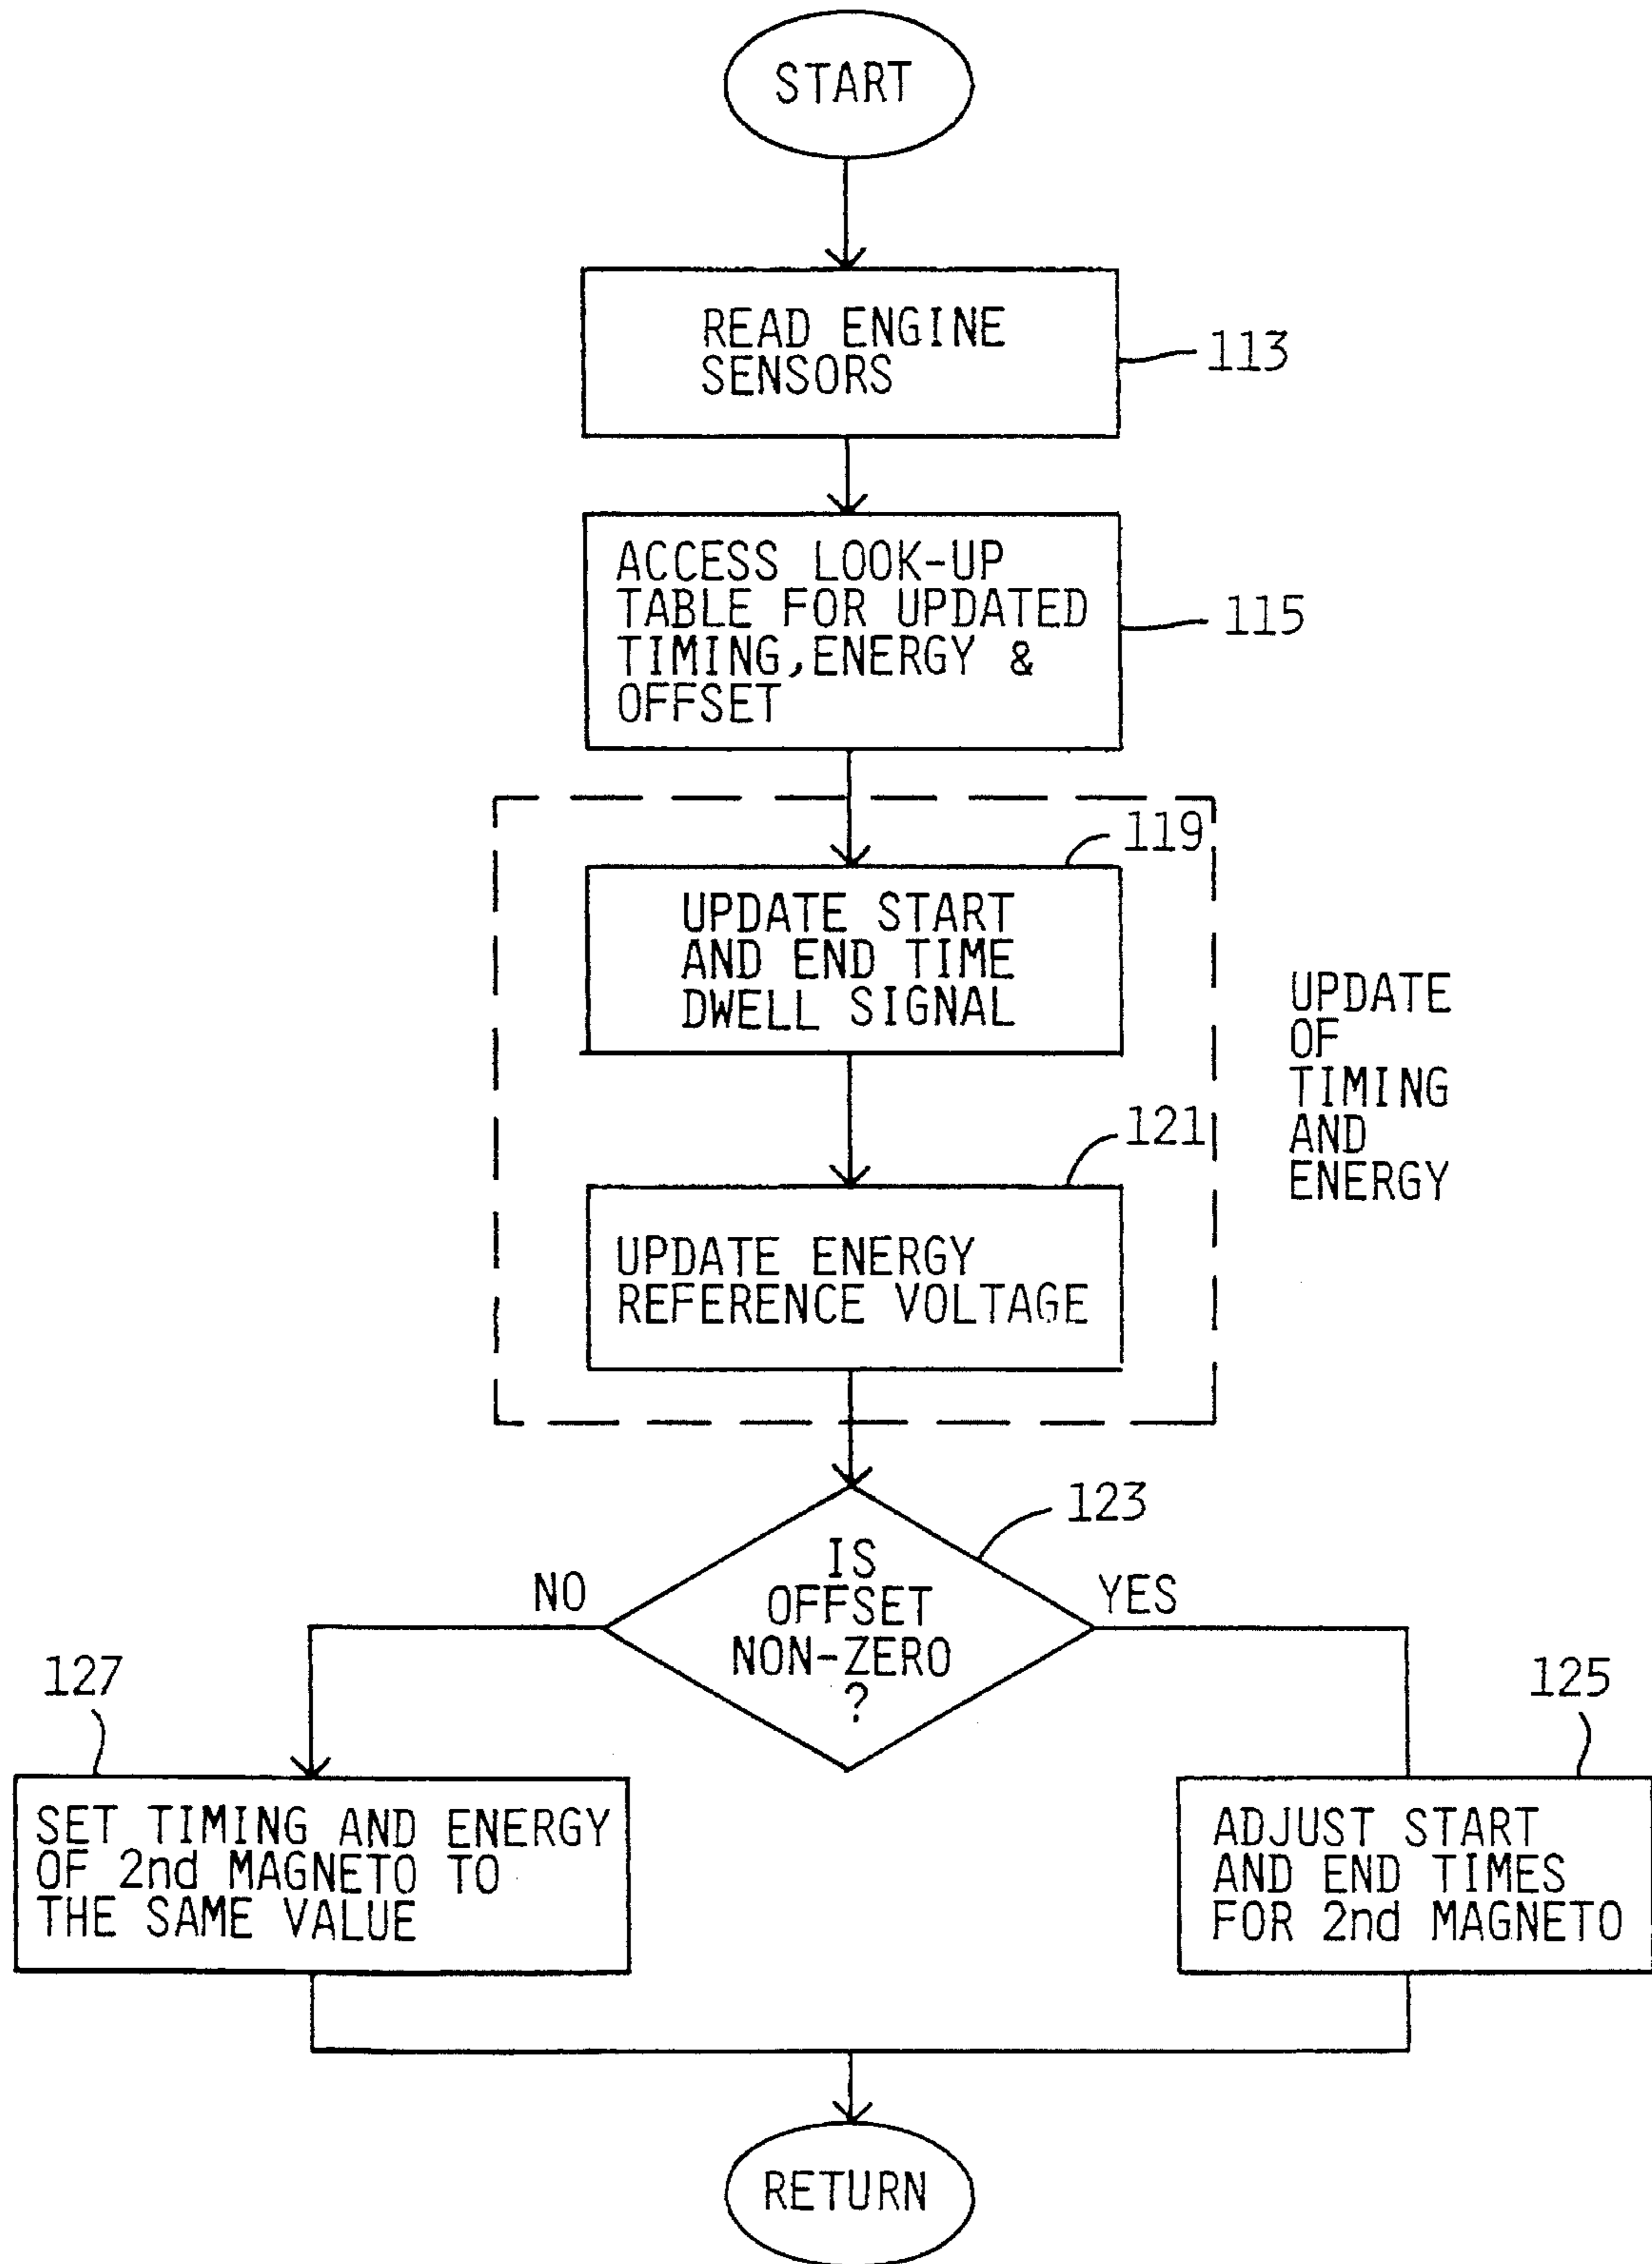 START
READ ENGINE
SENSORS
113
ACCESS LOOK-UP
TABLE FOR UPDATED
TIMING, ENERGY &
OFFSET
115
119
UPDATE START
AND END TIME
DWELL SIGNAL
UPDATE
OF
TIMING
AND
ENERGY
121
UPDATE ENERGY
REFERENCE VOLTAGE
123
IS
OFFSET
NON-ZERO
?
NO
YES
127
SET TIMING AND ENERGY
OF 2nd MAGNETO TO
THE SAME VALUE
125
ADJUST START
AND END TIMES
FOR 2nd MAGNETO
RETURN